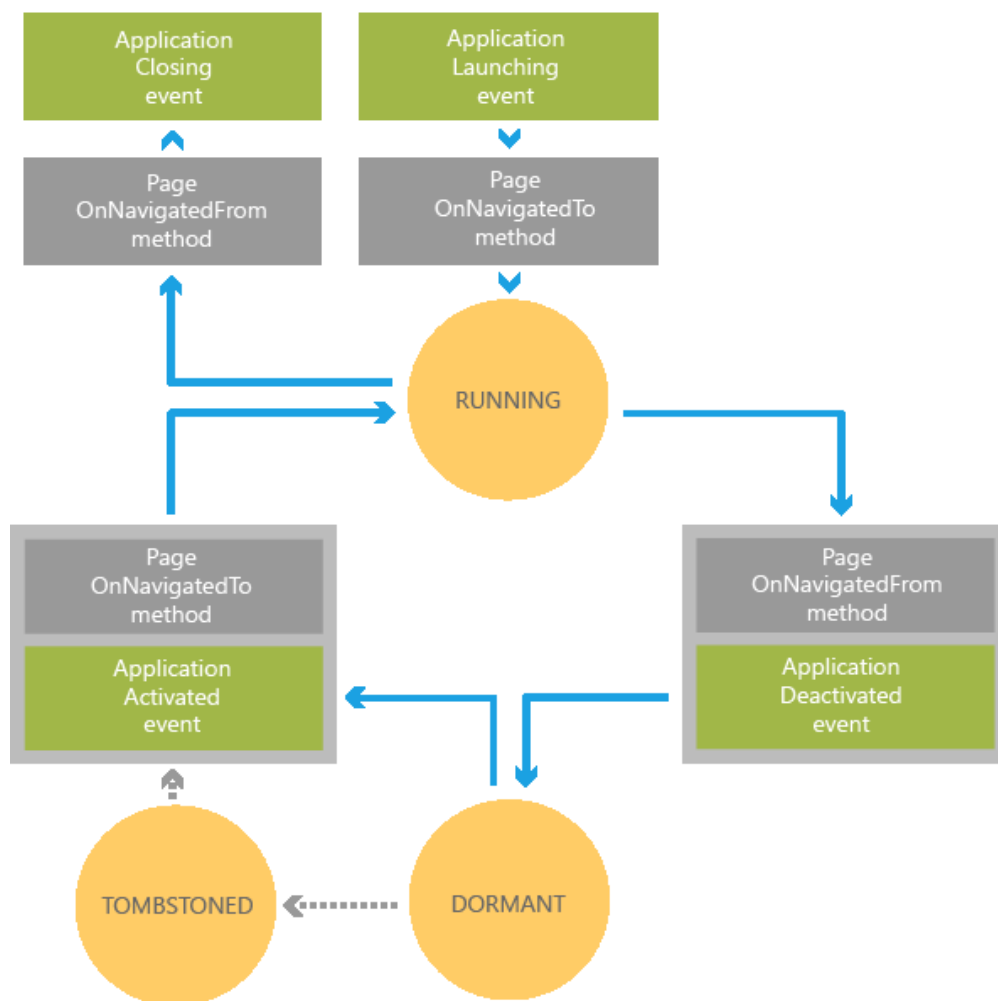 Application
Closing
event
Application
Launching
event
Page
OnNavigatedFrom
method
Page
OnNavigatedTo
method
RUNNING
Page
OnNavigatedTo
method
Application
Activated
event
Page
OnNavigatedFrom
method
Application
Deactivated
event
TOMBSTONED
DORMANT